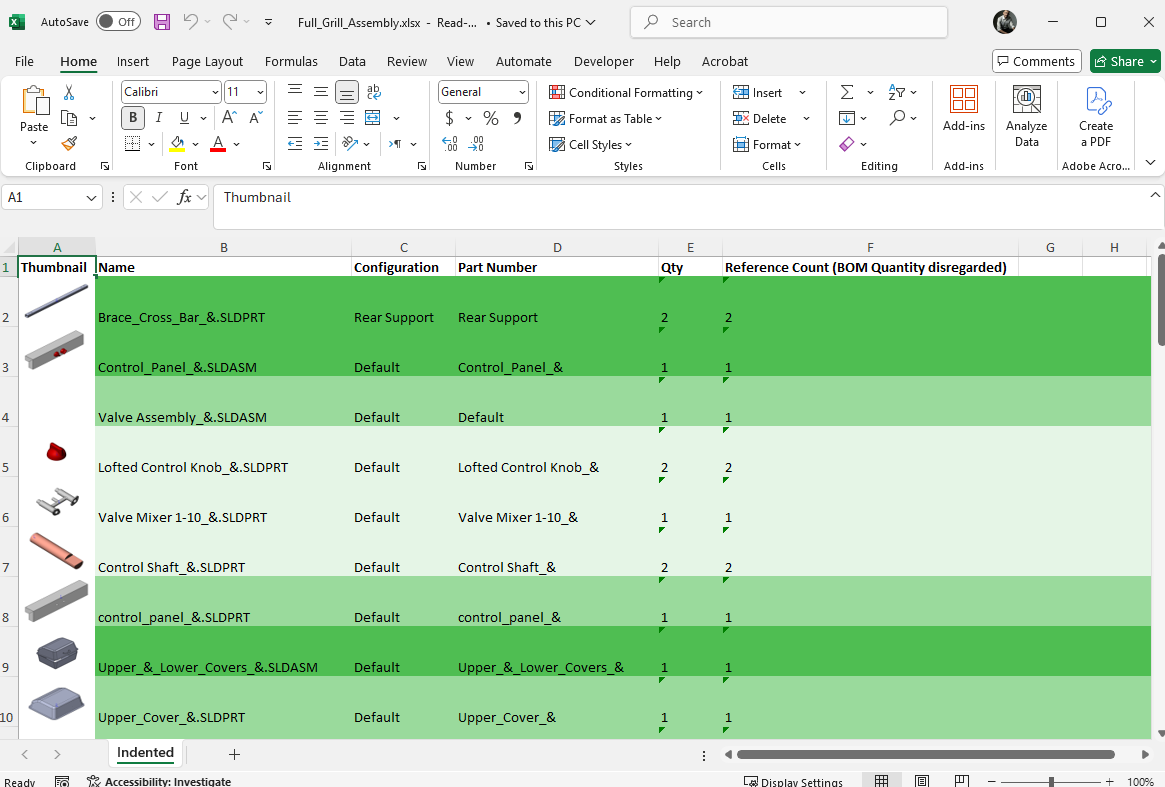 AutoSave Off Full_Grill_Assembly.xlsx - Read-... • Saved to this PC Search
File Home Insert Page Layout Formulas Data Review View Automate Developer Help Acrobat Comments Share
Paste
Clipboard
Calibri 11
B I U A A
A
Font
ab
Alignment
General
$ % 9
Number
Conditional Formatting
Format as Table
Cell Styles
Styles
Insert
Delete
Format
Cells
Editing
Add-ins
Add-ins
Analyze
Data
Create
a PDF
Adobe Acro...
A1 fx Thumbnail
A B C D E F G H
1 Thumbnail Name Configuration Part Number Qty Reference Count (BOM Quantity disregarded)
2 Brace_Cross_Bar_&.SLDPRT Rear Support Rear Support 2 2
3 Control_Panel_&.SLDASM Default Control_Panel_& 1 1
4 Valve Assembly_&.SLDASM Default Default 1 1
5 Lofted Control Knob_&.SLDPRT Default Lofted Control Knob_& 2 2
6 Valve Mixer 1-10_&.SLDPRT Default Valve Mixer 1-10_& 1 1
7 Control Shaft_&.SLDPRT Default Control Shaft_& 2 2
8 control_panel_&.SLDPRT Default control_panel_& 1 1
9 Upper_&_Lower_Covers_&.SLDASM Default Upper_&_Lower_Covers_& 1 1
10 Upper_Cover_&.SLDPRT Default Upper_Cover_& 1 1
Indented
Ready Accessibility: Investigate Display Settings 100%